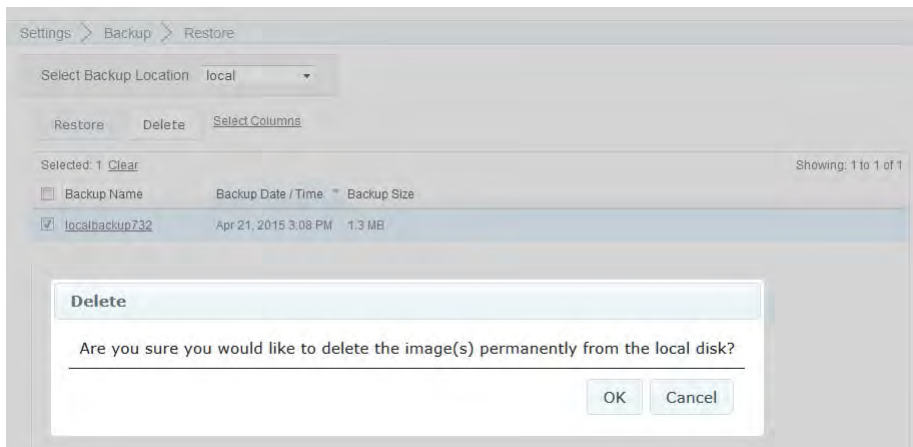 Settings > Backup > Restore
Select Backup Location local
Restore Delete Select Columns
Selected: 1 Clear Showing: 1 to 1 of 1
Backup Name Backup Date / Time Backup Size
localbackup732 Apr 21, 2015 3:08 PM 1.3 MB
Delete
Are you sure you would like to delete the image(s) permanently from the local disk?
OK Cancel